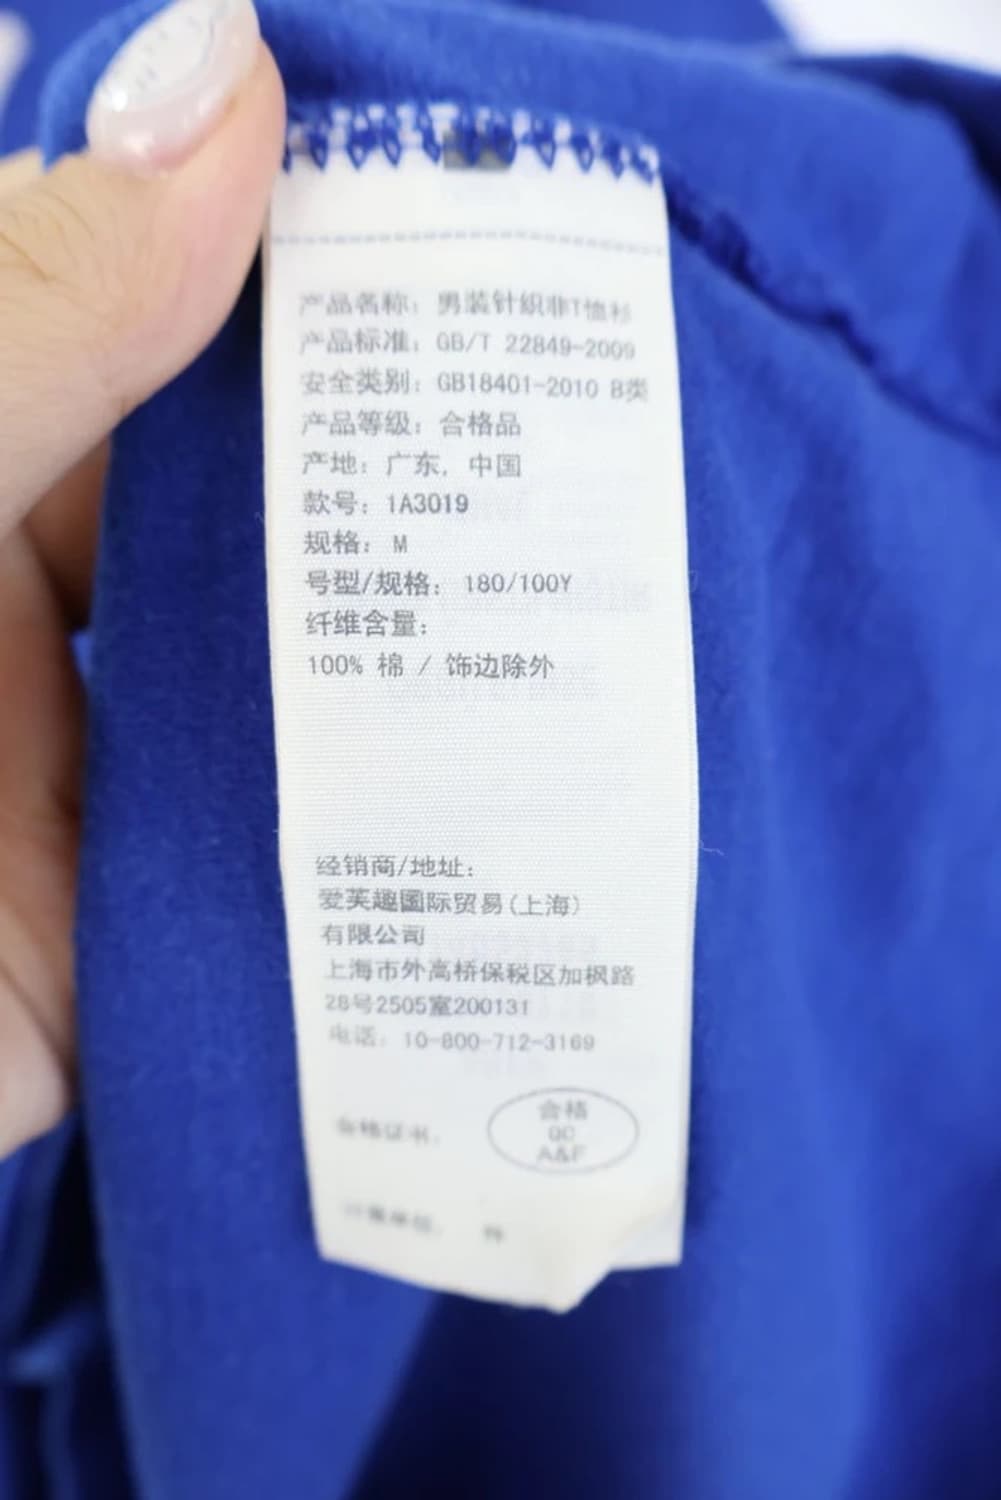 产品名称：男装针织非T恤衫
产品标准：GB/T 22849-2009
安全类别：GB18401-2010 B类
产品等级：合格品
产地：广东，中国
款号：1A3019
规格：M
号型/规格：180/100Y
纤维含量：
100% 棉 / 饰边除外
经销商/地址：
爱芙趣国际贸易(上海)
有限公司
上海市外高桥保税区加枫路
28号2505室200131
电话：10-800-712-3169
合格证书.
合格
QC
A&F
计量单位. 件